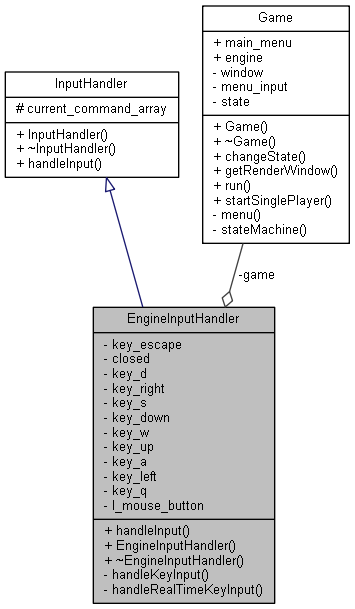 Game
+ main_menu
+ engine
- window
- menu_input
- state
+ Game()
+ ~Game()
+ changeState()
+ getRenderWindow()
+ run()
+ startSinglePlayer()
- menu()
- stateMachine()
InputHandler
# current_command_array
+ InputHandler()
+ ~InputHandler()
+ handleInput()
-game
EngineInputHandler
- key_escape
- closed
- key_d
- key_right
- key_s
- key_down
- key_w
- key_up
- key_a
- key_left
- key_q
- l_mouse_button
+ handleInput()
+ EngineInputHandler()
+ ~EngineInputHandler()
- handleKeyInput()
- handleRealTimeKeyInput()